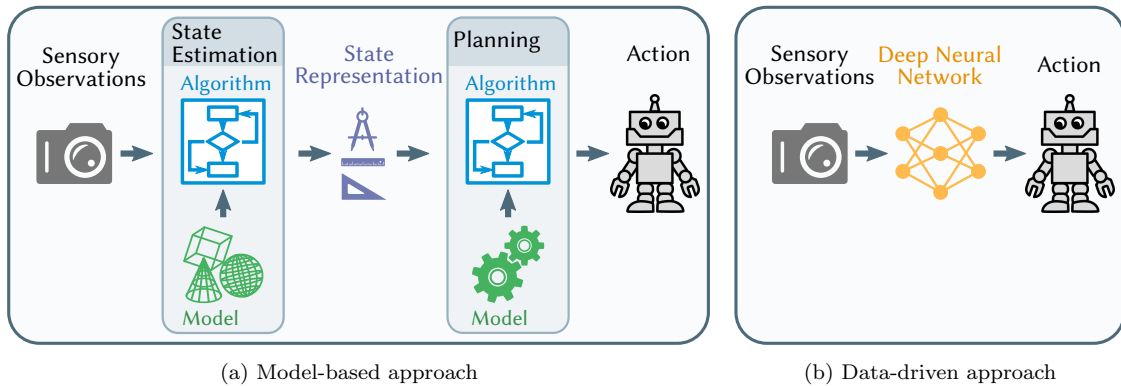 Sensory
Observations
State
Estimation
Algorithm
Model
State
Representation
Planning
Algorithm
Model
Action
(a) Model-based approach
Sensory
Observations
Deep Neural
Network
Action
(b) Data-driven approach